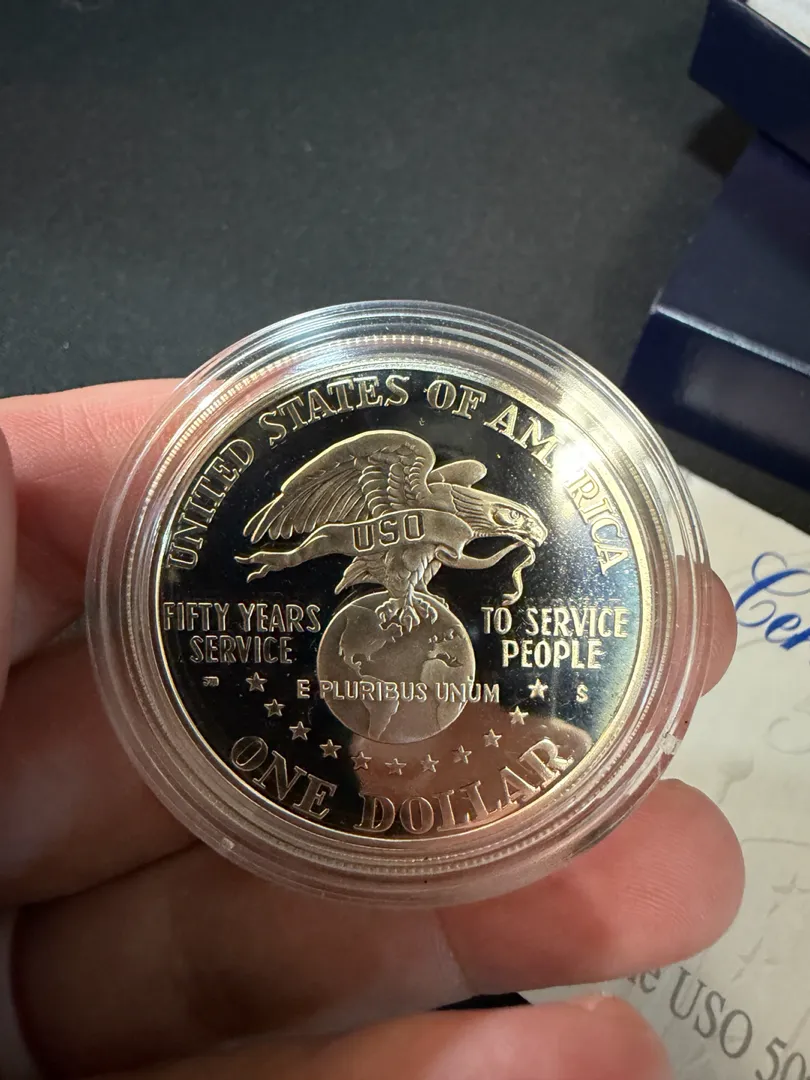 UNITED STATES OF AMERICA
USO
FIFTY YEARS
SERVICE
TO SERVICE
PEOPLE
E PLURIBUS UNUM
S
ONE DOLLAR
USO